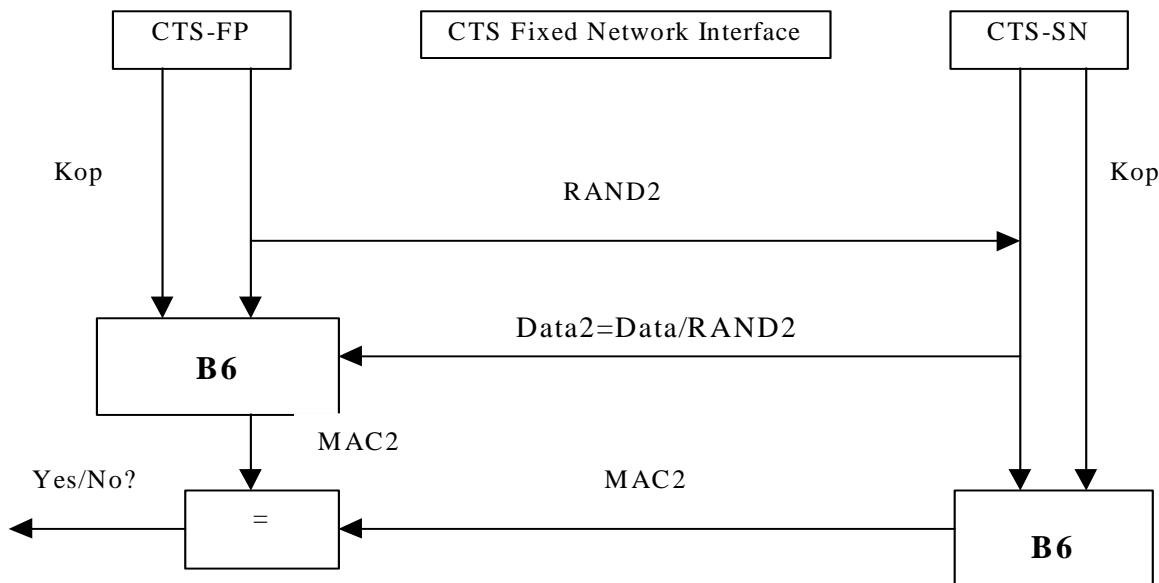 CTS-FP
CTS Fixed Network Interface
CTS-SN
Kop
Kop
RAND2
Data2=Data/RAND2
B6
MAC2
Yes/No?
MAC2
=
B6